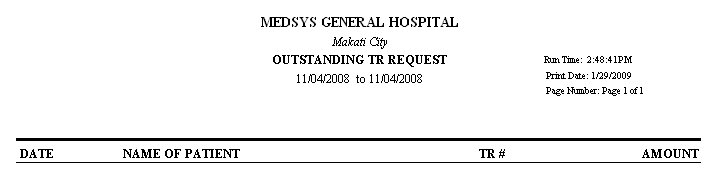 MEDSYS GENERAL HOSPITAL
Makati City
OUTSTANDING TR REQUEST
11/04/2008 to 11/04/2008
Run Time: 2:48:41PM
Print Date: 1/29/2009
Page Number: Page 1 of 1
DATE NAME OF PATIENT TR # AMOUNT